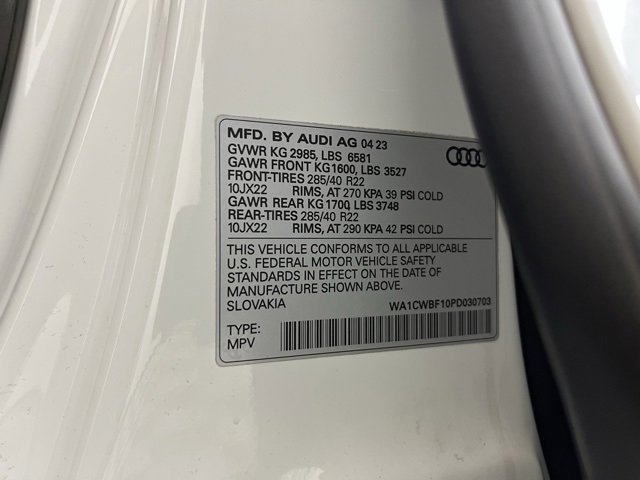 MFD. BY AUDI AG 04 23
GVWR KG 2985, LBS 6581
GAWR FRONT KG1600, LBS 3527
FRONT-TIRES 285/40 R22
10JX22 RIMS, AT 270 KPA 39 PSI COLD
GAWR REAR KG1700, LBS 3748
REAR-TIRES 285/40 R22
10JX22 RIMS, AT 290 KPA 42 PSI COLD
THIS VEHICLE CONFORMS TO ALL APPLICABLE
U.S. FEDERAL MOTOR VEHICLE SAFETY
STANDARDS IN EFFECT ON THE DATE OF
MANUFACTURE SHOWN ABOVE.
SLOVAKIA WA1CWBF10PD030703
TYPE:
MPV